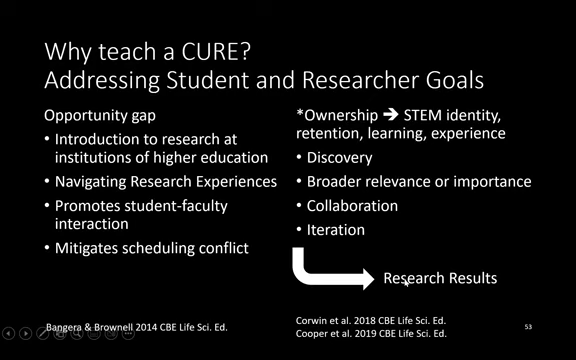 Why teach a CURE?
Addressing Student and Researcher Goals
Opportunity gap
• Introduction to research at
institutions of higher education
• Navigating Research Experiences
• Promotes student-faculty
interaction
• Mitigates scheduling conflict
Bangera & Brownell 2014 CBE Life Sci. Ed.
*Ownership ➔ STEM identity,
retention, learning, experience
• Discovery
• Broader relevance or importance
• Collaboration
• Iteration
Research Results
Corwin et al. 2018 CBE Life Sci. Ed.
Cooper et al. 2019 CBE Life Sci. Ed.
53